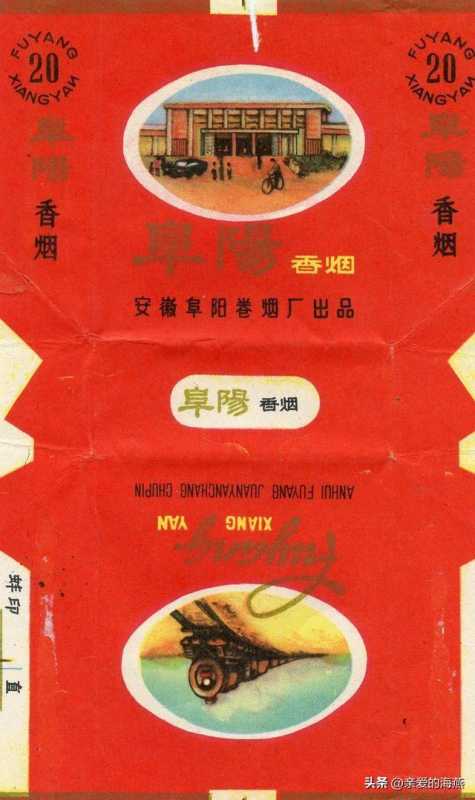 FUYANG
20
XIANGYAN
阜陽
香烟
FUYANG
20
XIANGYAN
阜陽
香烟
阜陽 香烟
安徽阜阳卷烟厂出品
阜陽 香烟
ANHUI FUYANG JUANYANCHANG CHUPIN
XIANG YAN
Fuyang
蚌印
直
头条 @亲爱的海燕